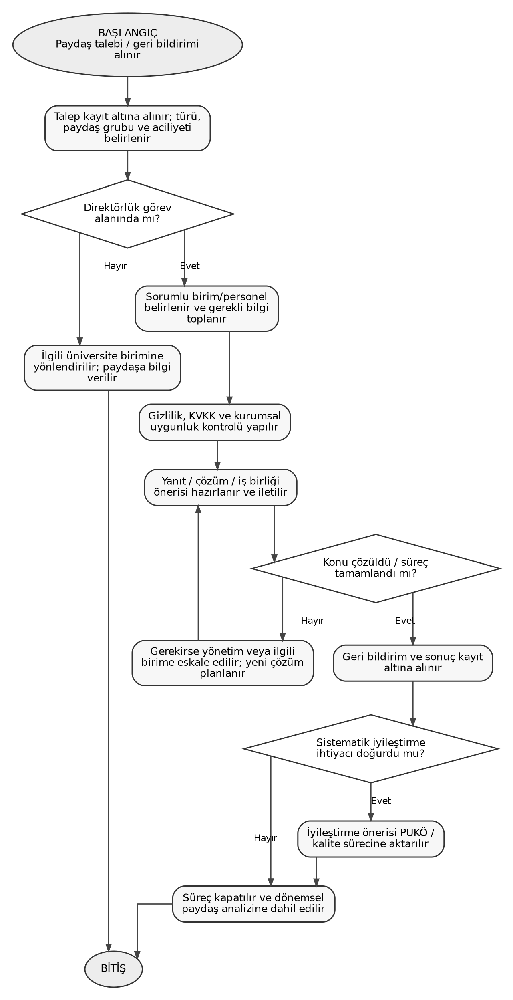 BAŞLANGIÇ
Paydaş talebi / geri bildirimi
alınır
Talep kayıt altına alınır; türü,
paydaş grubu ve aciliyeti
belirlenir
Direktörlük görev
alanında mı?
Hayır
Evet
Sorumlu birim/personel
belirlenir ve gerekli bilgi
toplanır
İlgili üniversite birimine
yönlendirilir; paydaşa bilgi
verilir
Gizlilik, KVKK ve kurumsal
uygunluk kontrolü yapılır
Yanıt / çözüm / iş birliği
önerisi hazırlanır ve iletilir
Konu çözüldü / süreç
tamamlandı mı?
Hayır
Evet
Gerekirse yönetim veya ilgili
birime eskale edilir; yeni çözüm
planlanır
Geri bildirim ve sonuç kayıt
altına alınır
Sistematik iyileştirme
ihtiyacı doğurdu mu?
Evet
Hayır
İyileştirme önerisi PUKÖ /
kalite sürecine aktarılır
Süreç kapatılır ve dönemsel
paydaş analizine dahil edilir
BİTİŞ